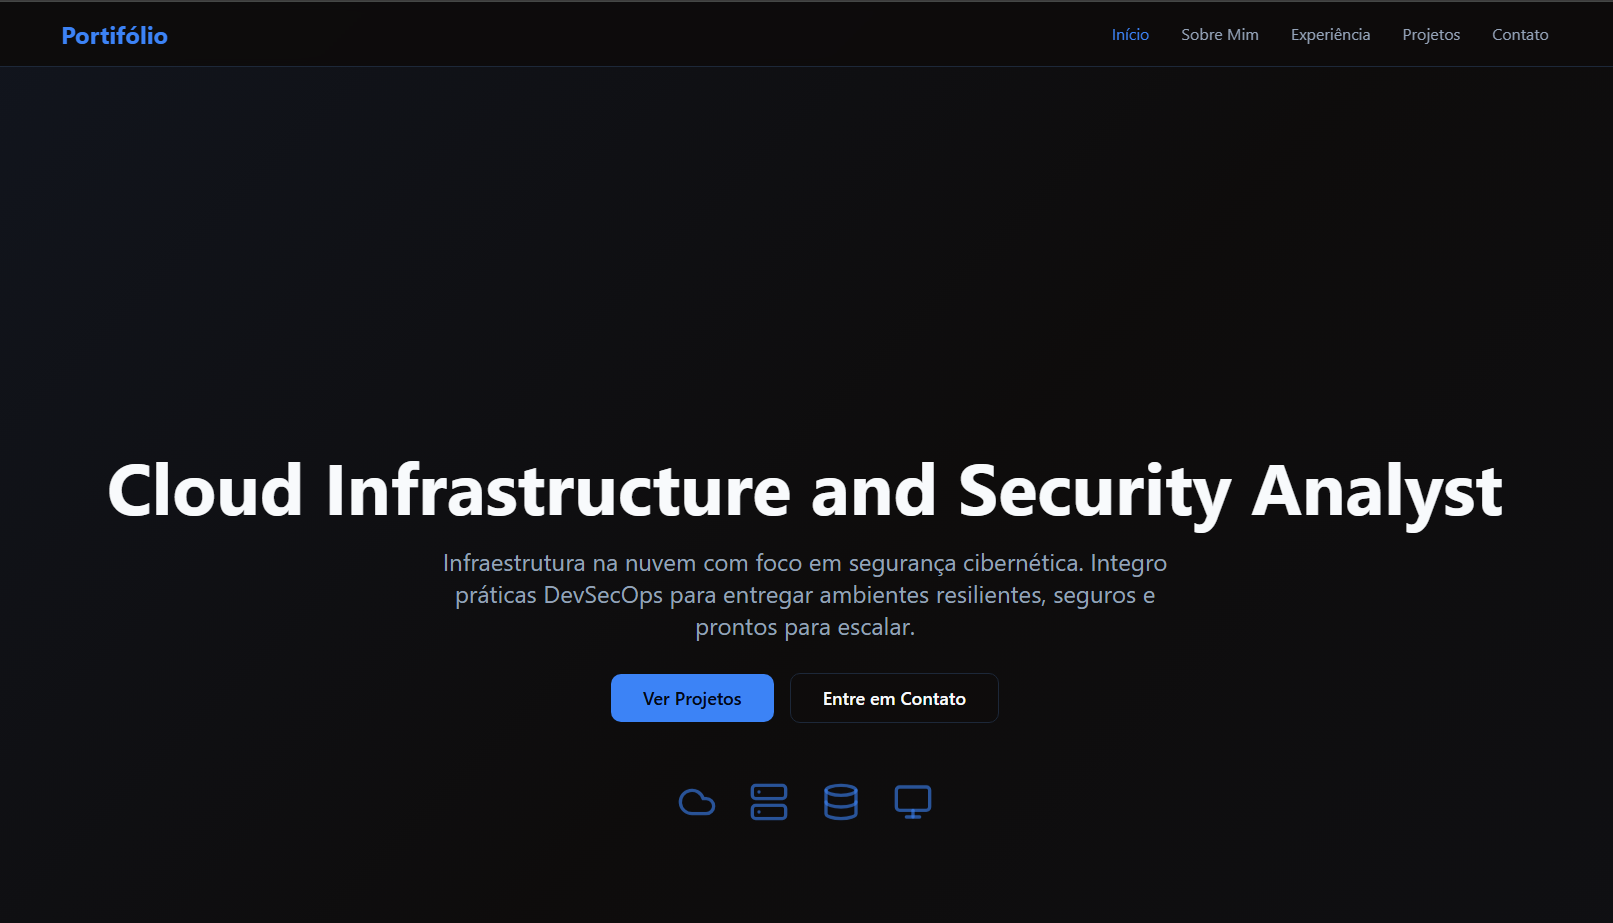 Portifólio
Início
Sobre Mim
Experiência
Projetos
Contato
Cloud Infrastructure and Security Analyst
Infraestrutura na nuvem com foco em segurança cibernética. Integro
práticas DevSecOps para entregar ambientes resilientes, seguros e
prontos para escalar.
Ver Projetos
Entre em Contato